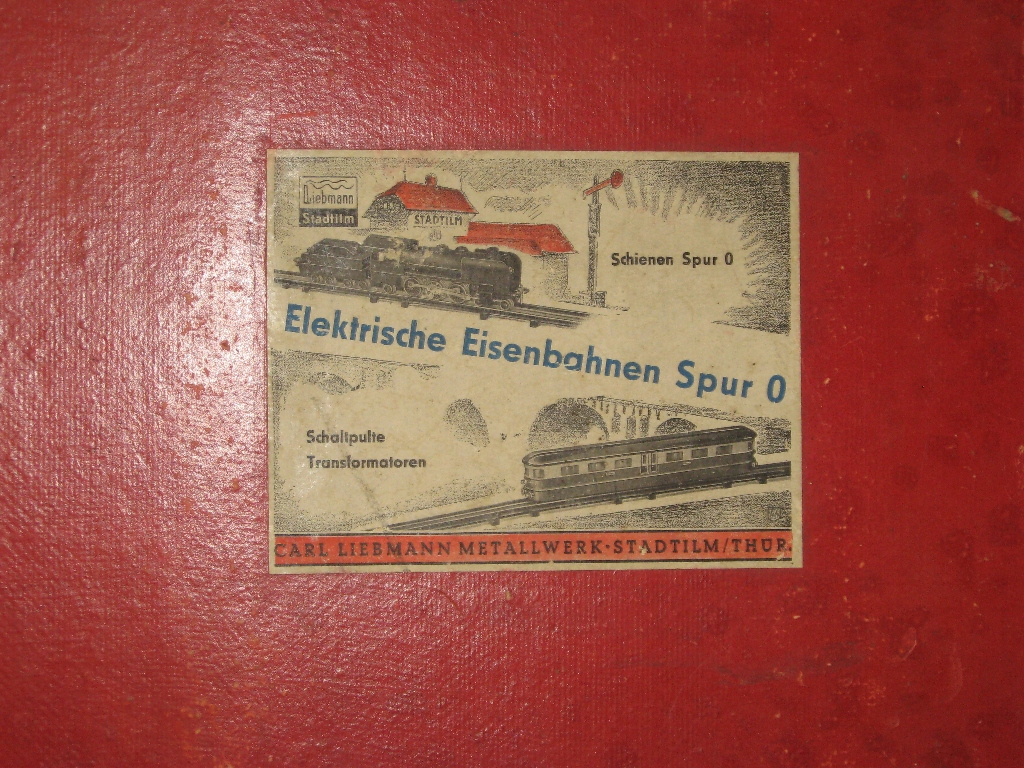 Liebmann
Stadtilm
STADTILM
Schienen Spur 0
Elektrische Eisenbahnen Spur 0
Schaltpulte
Transformatoren
CARL LIEBMANN METALLWERK·STADTILM/THÜR.